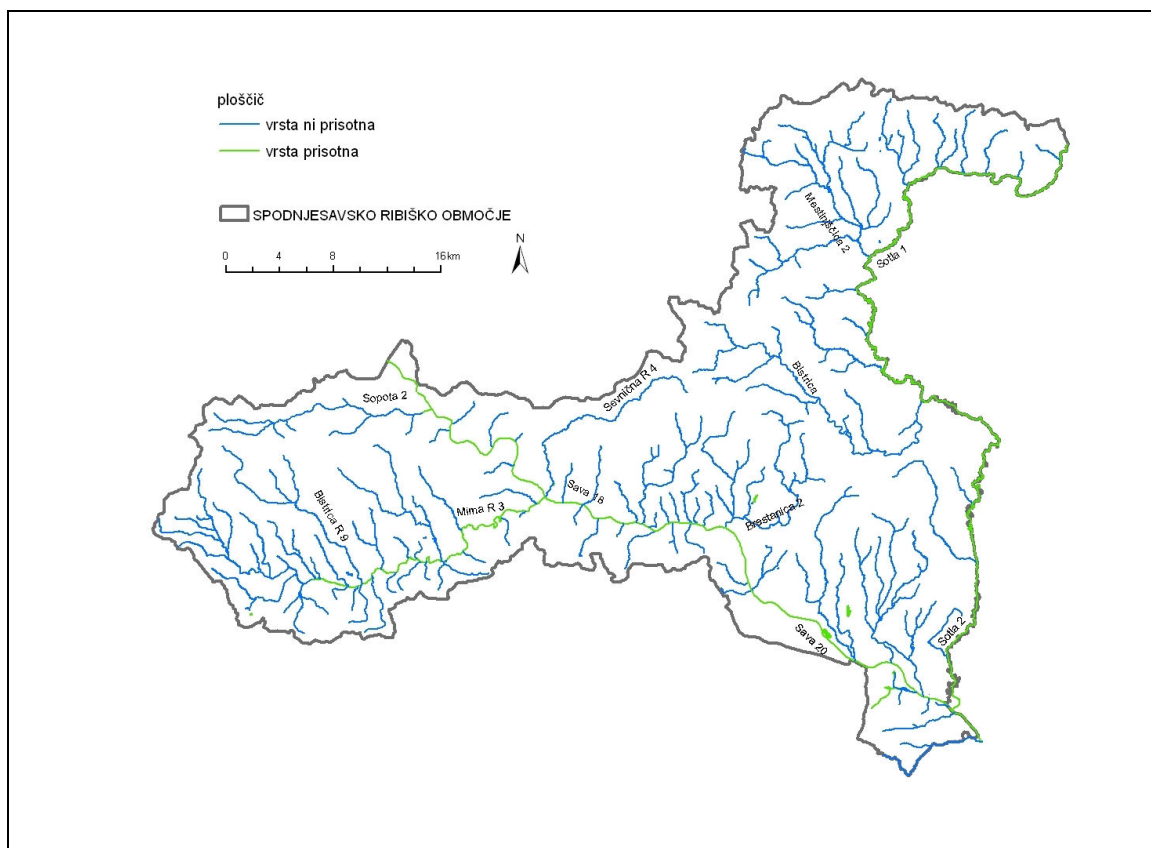 ploščič
vrsta ni prisotna
vrsta prisotna
SPODNJESAVSKO RIBIŠKO OBMOČJE
N
0 4 8 16 km
Mestinjščica 2
Sotla 1
Sopota 2
Sevnična R 4
Bistrica
Bistrica R 9
Mirna R 3
Sava 18
Brestanica 2
Sava 20
Sotla 2